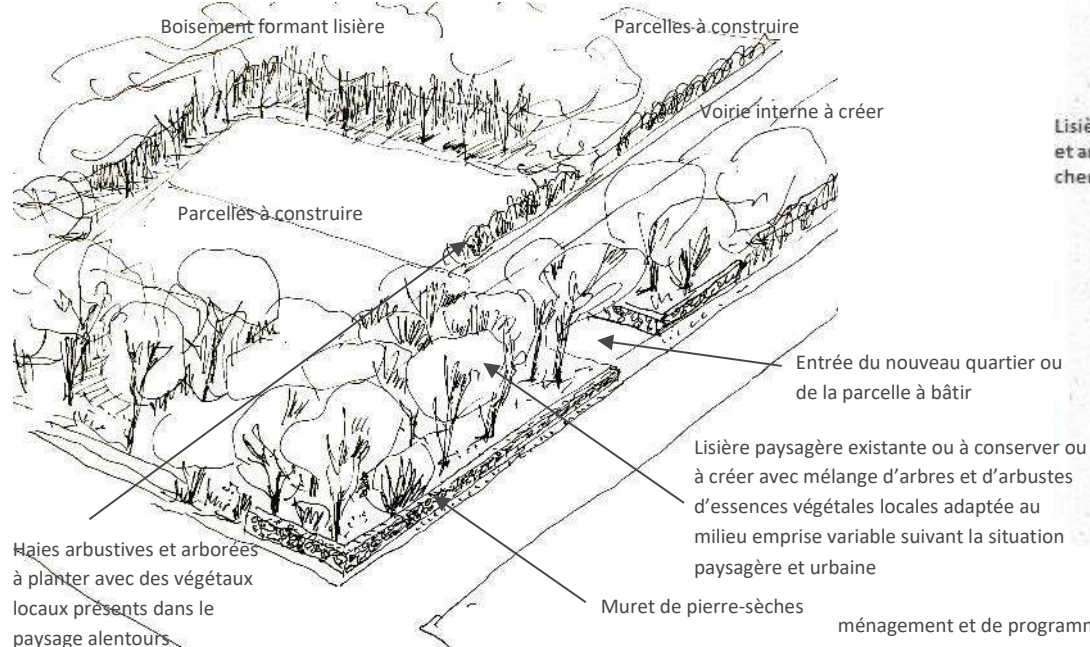 Boisement formant lisière
Parcelles à construire
Voirie interne à créer
Lisiè
et a
che
Parcelles à construire
Entrée du nouveau quartier ou
de la parcelle à bâtir
Lisière paysagère existante ou à conserver ou
à créer avec mélange d’arbres et d’arbustes
d’essences végétales locales adaptée au
milieu emprise variable suivant la situation
paysagère et urbaine
Haies arbustives et arborées
à planter avec des végétaux
locaux présents dans le
paysage alentours
Muret de pierre-sèches
ménagement et de programm